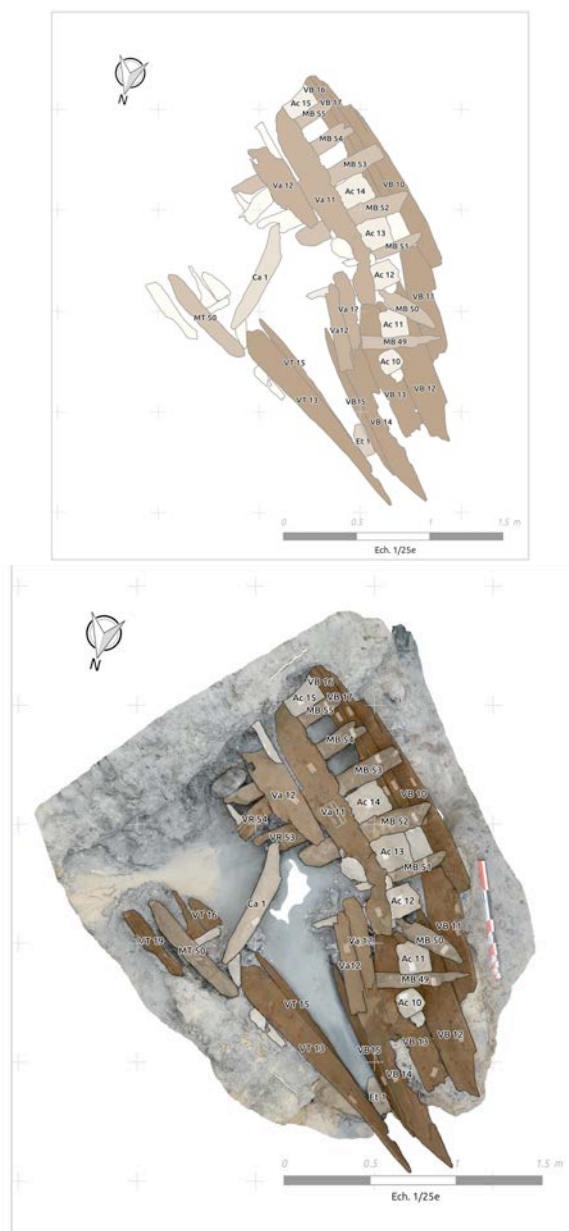 N
VB 16
Ac 15
VB 17
MB 55
MB 54
MB 53
Va 12
Va 11
VB 10
Ac 14
MB 52
Ac 13
MB 51
Ca 1
Ac 12
VB 11
MT 50
Va 17
MB 50
Va12
Ac 11
MB 49
VT 15
Ac 10
VT 13
VB15
VB 13
VB 12
VB 14
Et 1
0 0.5 1 1.5 m
Ech. 1/25e
N
VB 16
Ac 15
VB 17
MB 55
MB 54
MB 53
Va 12
VB 10
Va 11
Ac 14
VR 54
MB 52
VR 53
Ac 13
MB 51
Ca 1
Ac 12
VT 16
VB 11
VT 19
MT 50
Va 17
MB 50
Va12
Ac 11
MB 49
VT 15
Ac 10
VT 13
VB15
VB 13
VB 12
VB 14
Et 1
0 0.5 1 1.5 m
Ech. 1/25e